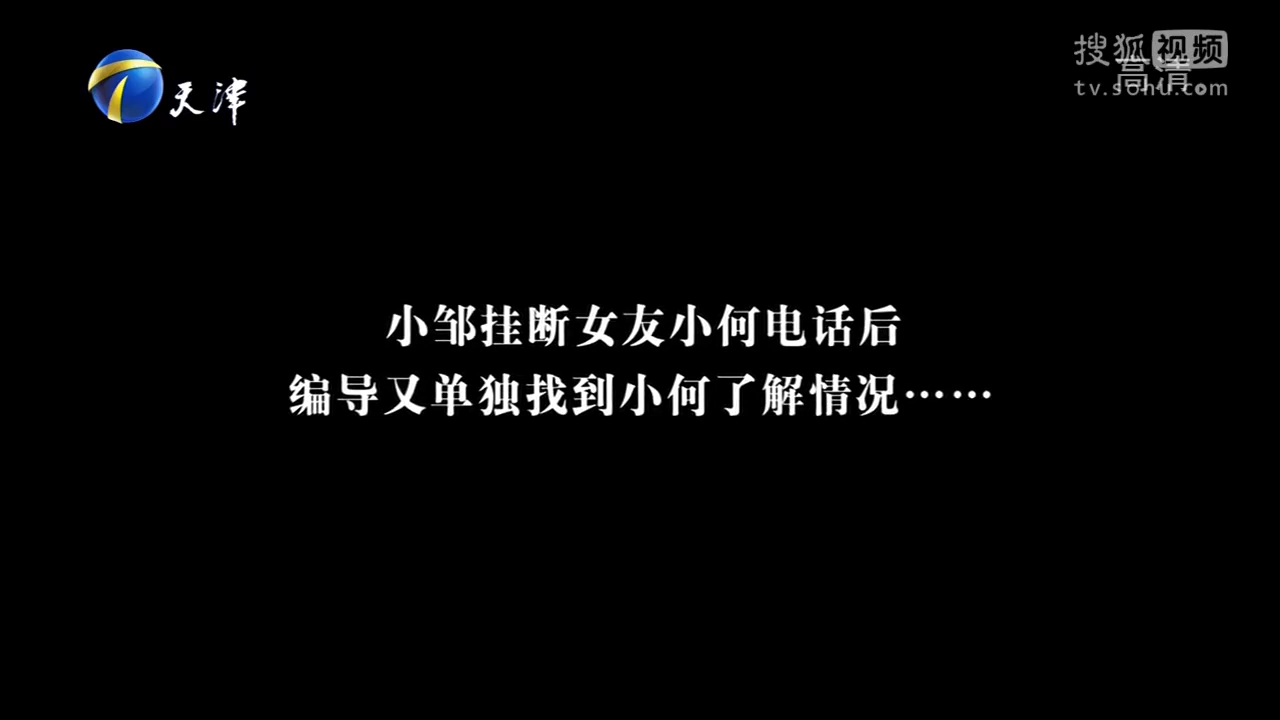 天津
搜狐视频
高清
tv.sohu.com
小邹挂断女友小何电话后
编导又单独找到小何了解情况……